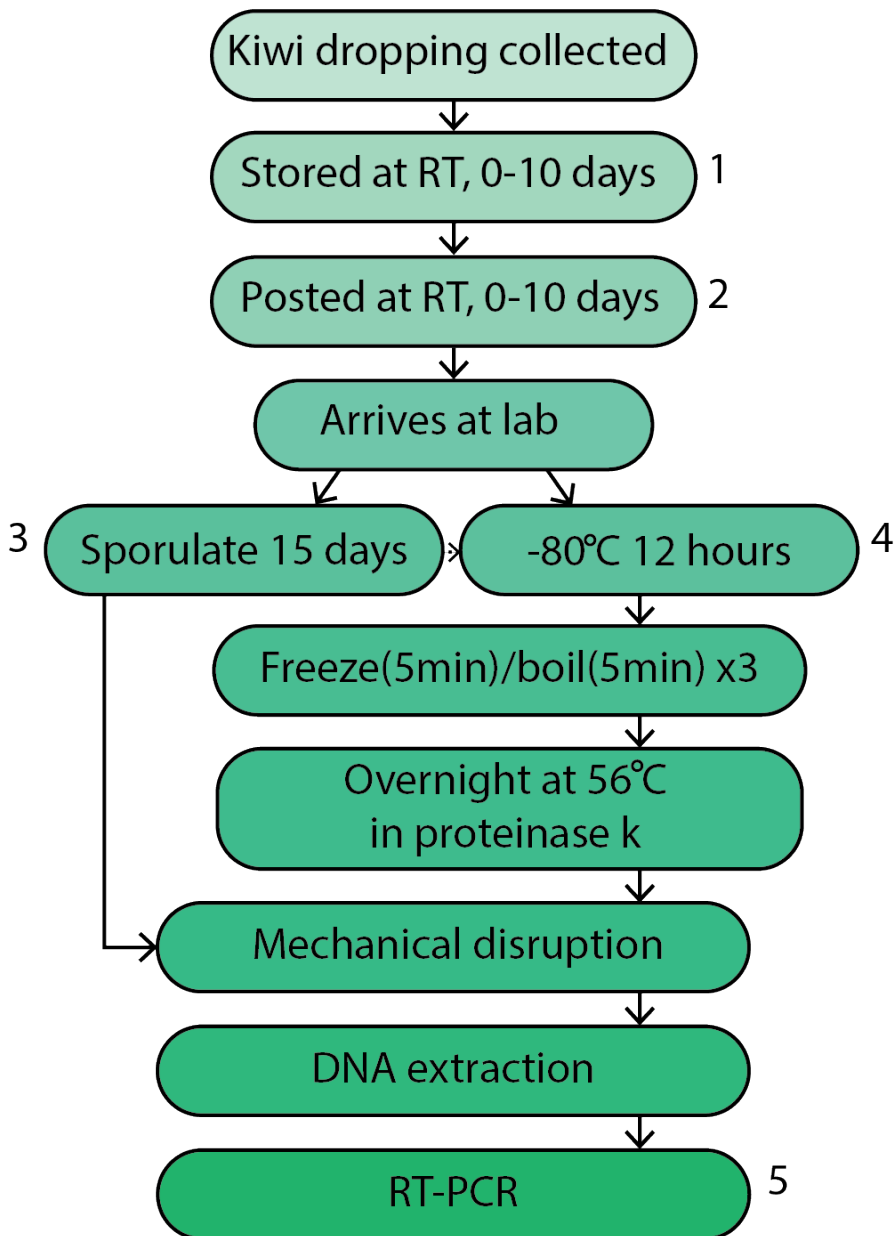 Kiwi dropping collected
Stored at RT, 0-10 days
1
Posted at RT, 0-10 days
2
Arrives at lab
3
Sporulate 15 days
-80°C 12 hours
4
Freeze(5min)/boil(5min) x3
Overnight at 56°C
in proteinase k
Mechanical disruption
DNA extraction
RT-PCR
5